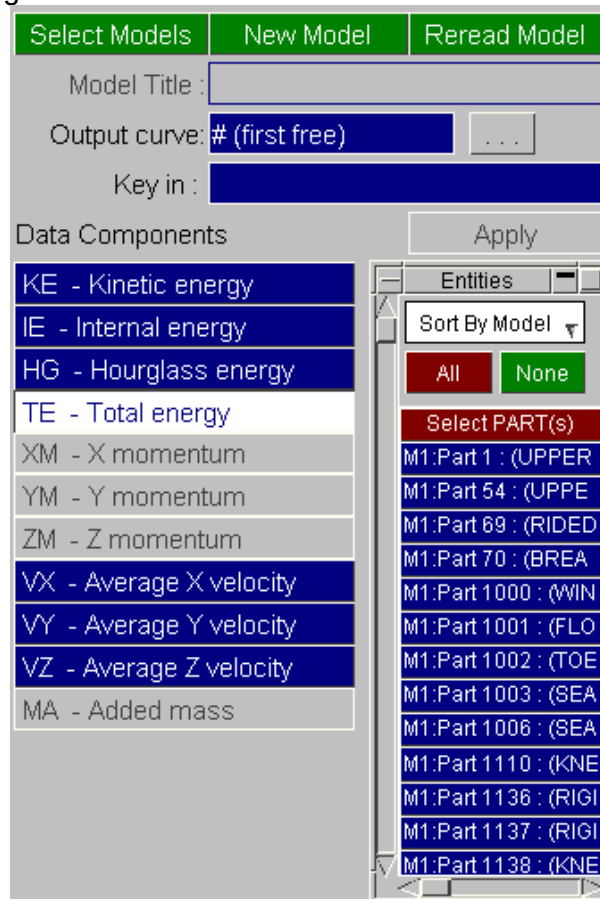 g
Select Models New Model Reread Model
Model Title :
Output curve: # (first free) ...
Key in :
Data Components Apply
KE - Kinetic energy
IE - Internal energy
HG - Hourglass energy
TE - Total energy
XM - X momentum
YM - Y momentum
ZM - Z momentum
VX - Average X velocity
VY - Average Y velocity
VZ - Average Z velocity
MA - Added mass
Entities
Sort By Model
All None
Select PART(s)
M1:Part 1 : (UPPER
M1:Part 54 : (UPPE
M1:Part 69 : (RIDED
M1:Part 70 : (BREA
M1:Part 1000 : (WIN
M1:Part 1001 : (FLO
M1:Part 1002 : (TOE
M1:Part 1003 : (SEA
M1:Part 1006 : (SEA
M1:Part 1110 : (KNE
M1:Part 1136 : (RIGI
M1:Part 1137 : (RIGI
M1:Part 1138 : (KNE